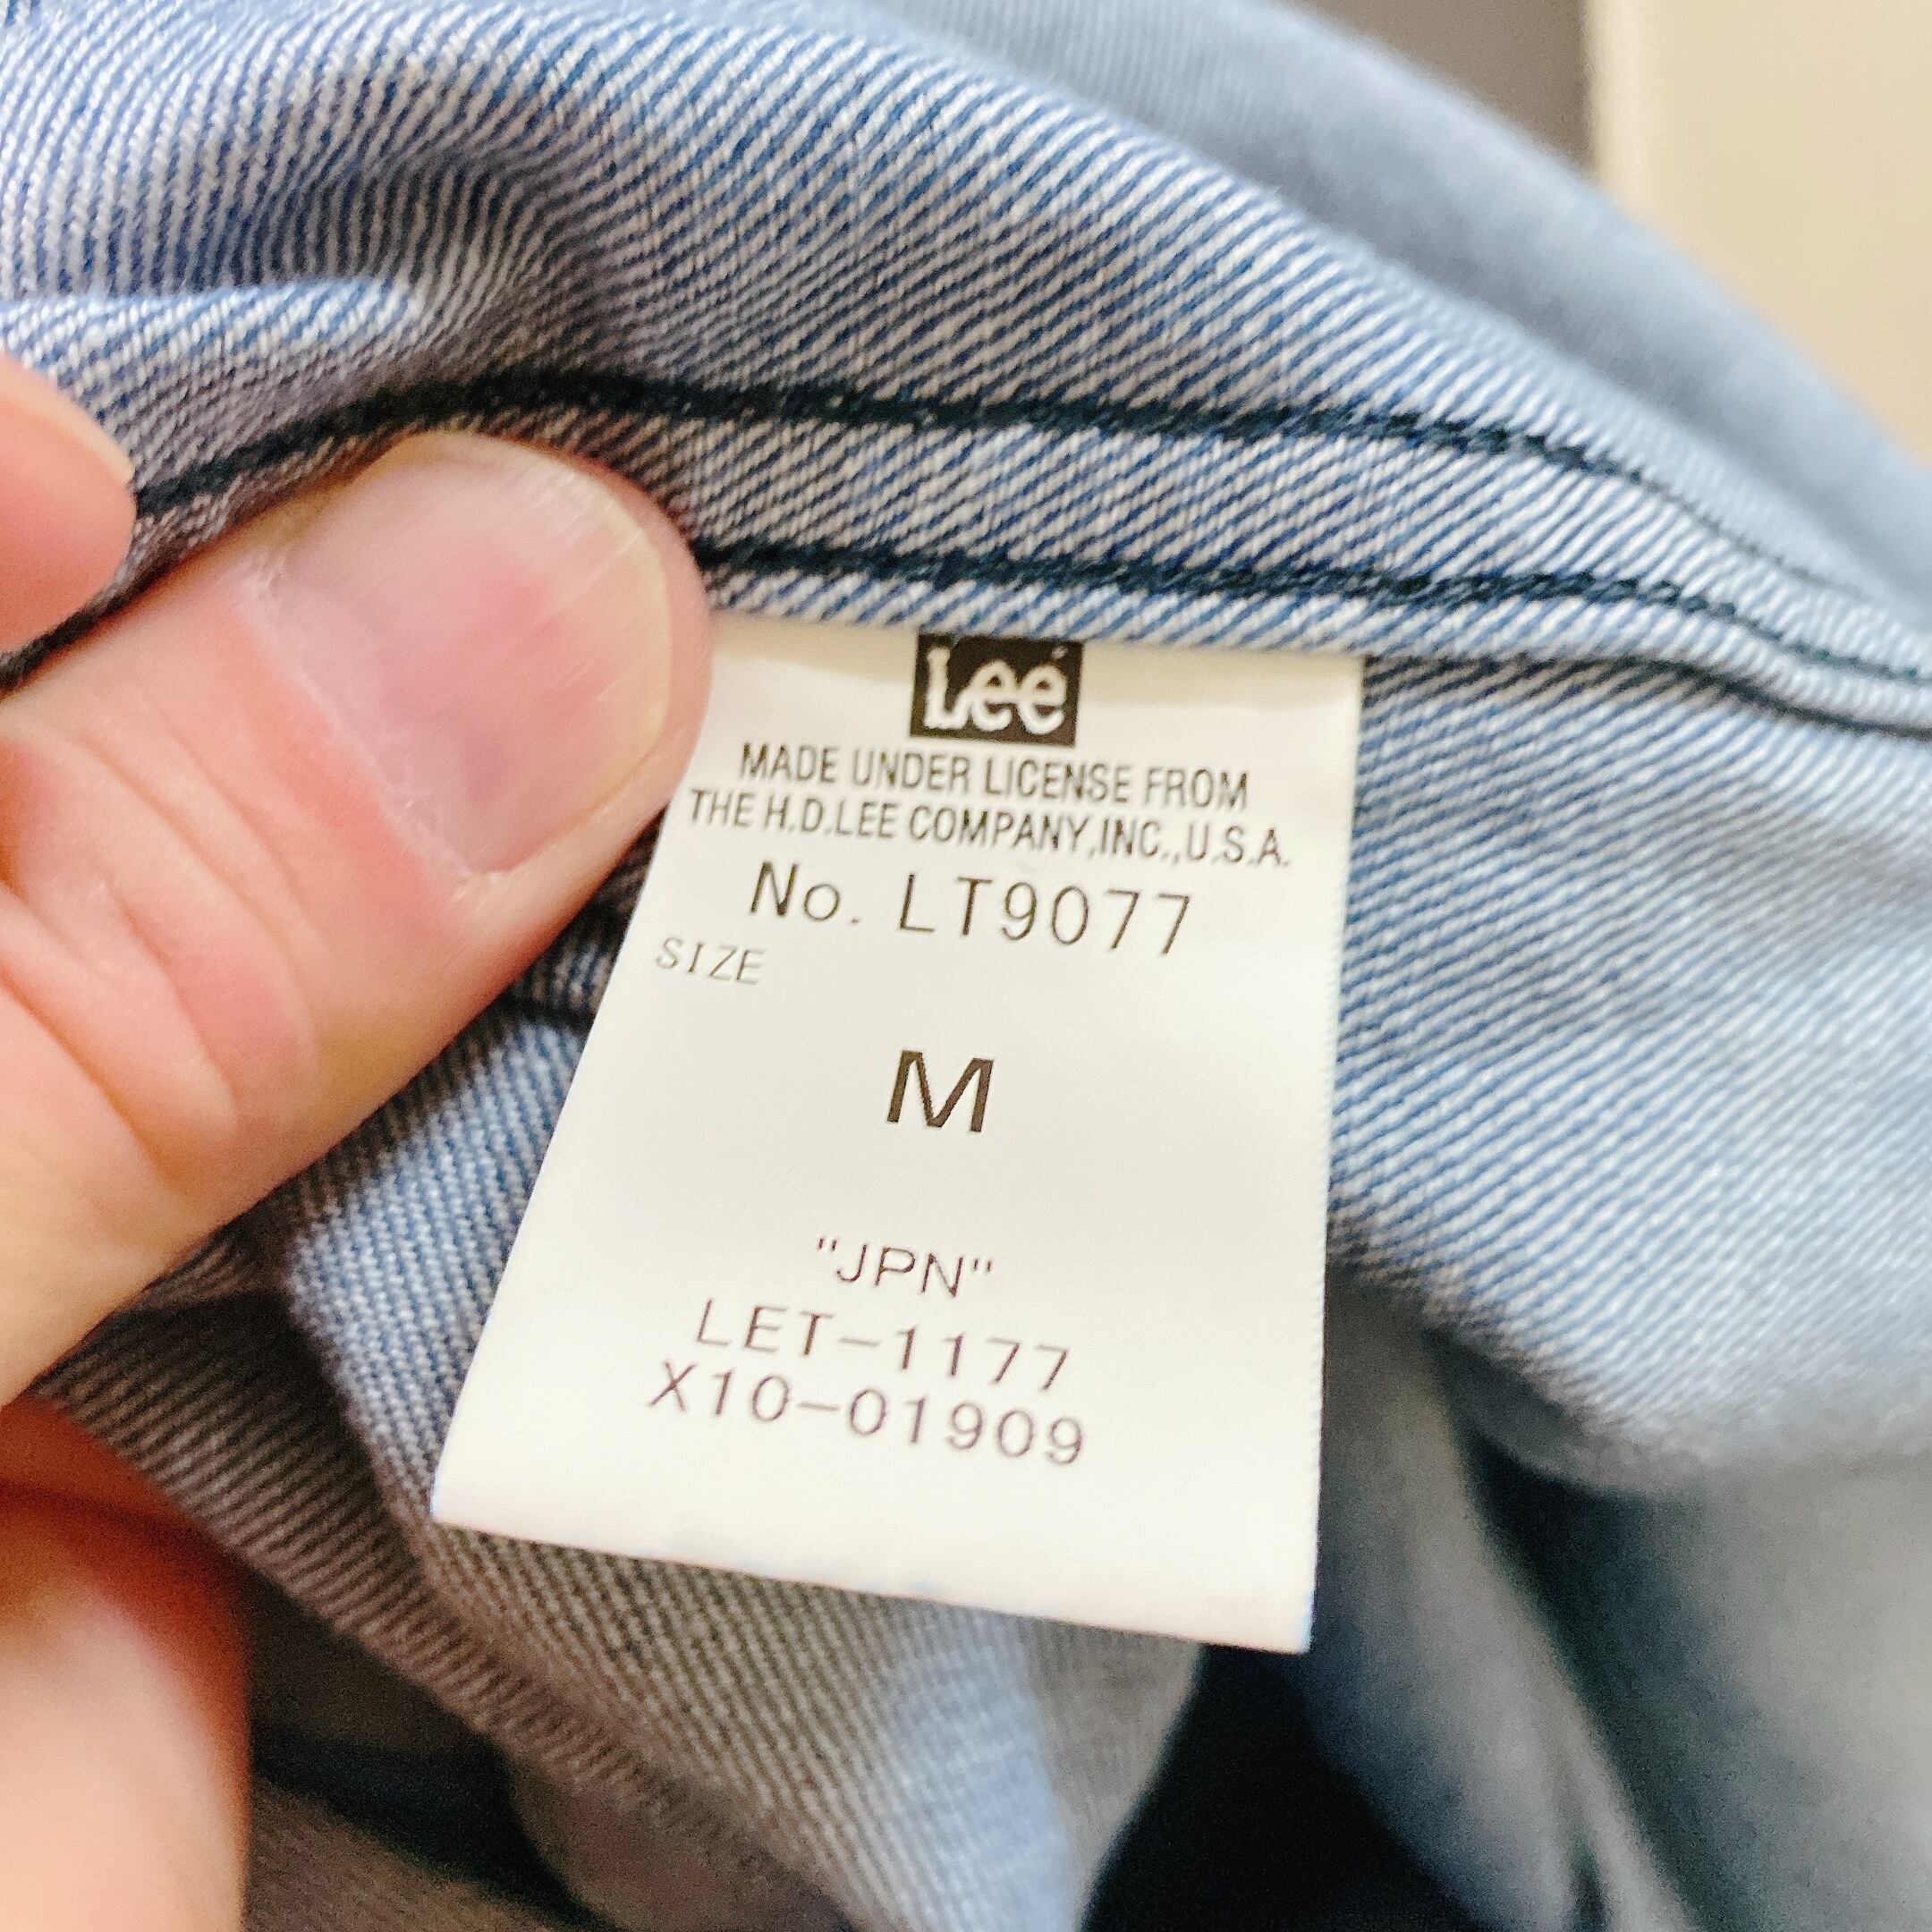 Lee
MADE UNDER LICENSE FROM
THE H.D.LEE COMPANY,INC.,U.S.A.
No. LT9077
SIZE
M
"JPN"
LET-1177
X10-01909